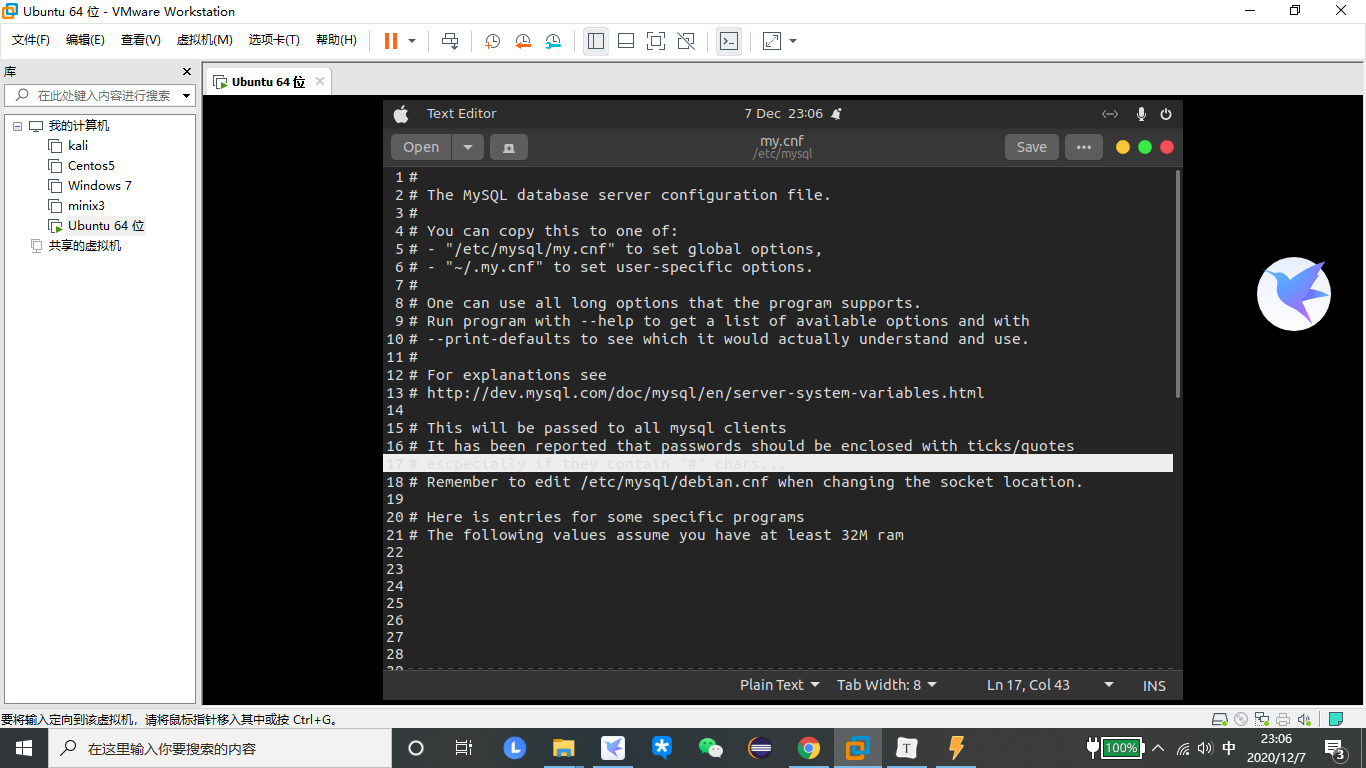 Ubuntu 64 位 - VMware Workstation
文件(F) 编辑(E) 查看(V) 虚拟机(M) 选项卡(T) 帮助(H)
库
在此处键入内容进行搜索
我的计算机
kali
Centos5
Windows 7
minix3
Ubuntu 64 位
共享的虚拟机
Ubuntu 64 位
Text Editor 7 Dec 23:06
Open my.cnf Save
/etc/mysql
1 #
2 # The MySQL database server configuration file.
3 #
4 # You can copy this to one of:
5 # - "/etc/mysql/my.cnf" to set global options,
6 # - "~/.my.cnf" to set user-specific options.
7 #
8 # One can use all long options that the program supports.
9 # Run program with --help to get a list of available options and with
10 # --print-defaults to see which it would actually understand and use.
11 #
12 # For explanations see
13 # http://dev.mysql.com/doc/mysql/en/server-system-variables.html
14
15 # This will be passed to all mysql clients
16 # It has been reported that passwords should be enclosed with ticks/quotes
17 # escpecially if they contain "#" chars...
18 # Remember to edit /etc/mysql/debian.cnf when changing the socket location.
19
20 # Here is entries for some specific programs
21 # The following values assume you have at least 32M ram
22
23
24
25
26
27
28
Plain Text Tab Width: 8 Ln 17, Col 43 INS
要将输入定向到该虚拟机，请将鼠标指针移入其中或按 Ctrl+G。
在这里输入你要搜索的内容
T
100%
中
23:06
2020/12/7
3